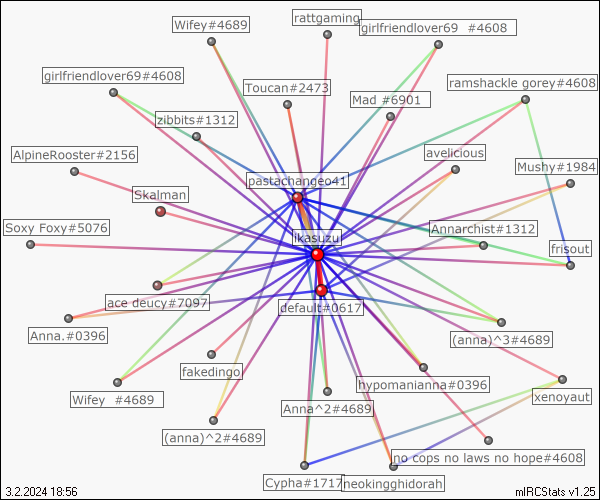 Wifey#4689
rattgaming
girlfriendlover69 #4608
girlfriendlover69#4608
Toucan#2473
ramshackle gorey#4608
Mad #6901
zibbits#1312
AlpineRooster#2156
avelicious
Mushy#1984
pastachangeo41
Skalman
Soxy Foxy#5076
Annarchist#1312
likasuzu
frisout
ace deucy#7097
default#0617
Anna.#0396
(anna)^3#4689
fakedingo
hypomanianna#0396
Wifey #4689
Anna^2#4689
xenoyaut
(anna)^2#4689
no cops no laws no hope#4608
Cypha#1717
neokingghidorah
3.2.2024 18:56
mIRCStats v1.25